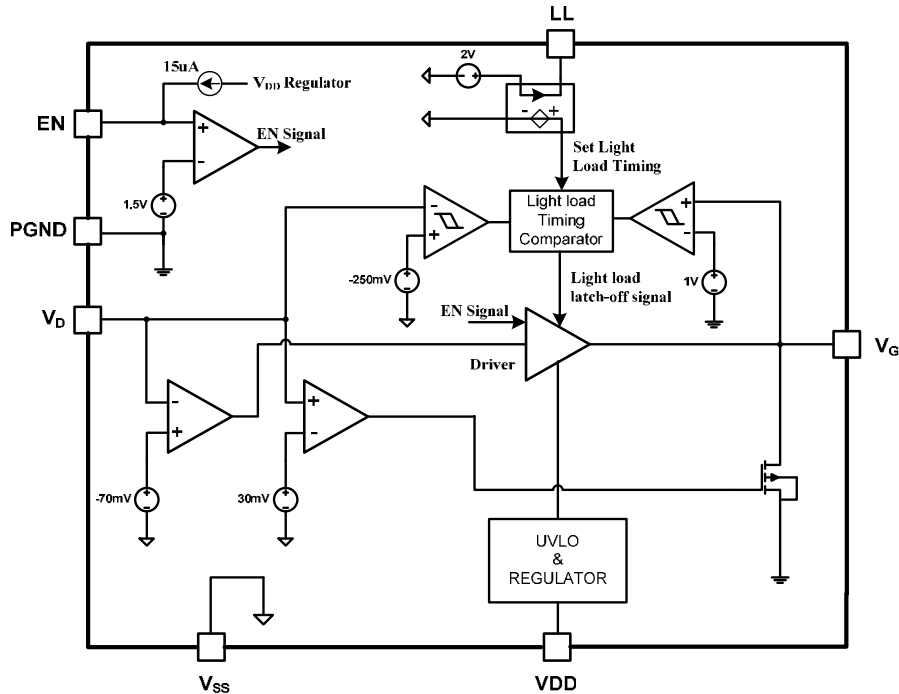 LL
2V
15uA
VDD Regulator
EN
+
-
EN Signal
- +
Set Light
Load Timing
1.5V
PGND
Light load
Timing
Comparator
-
+
+
-
-250mV
1V
Light load
latch-off signal
EN Signal
VD
Driver
VG
-
+
+
-
-70mV
30mV
UVLO
&
REGULATOR
VSS
VDD